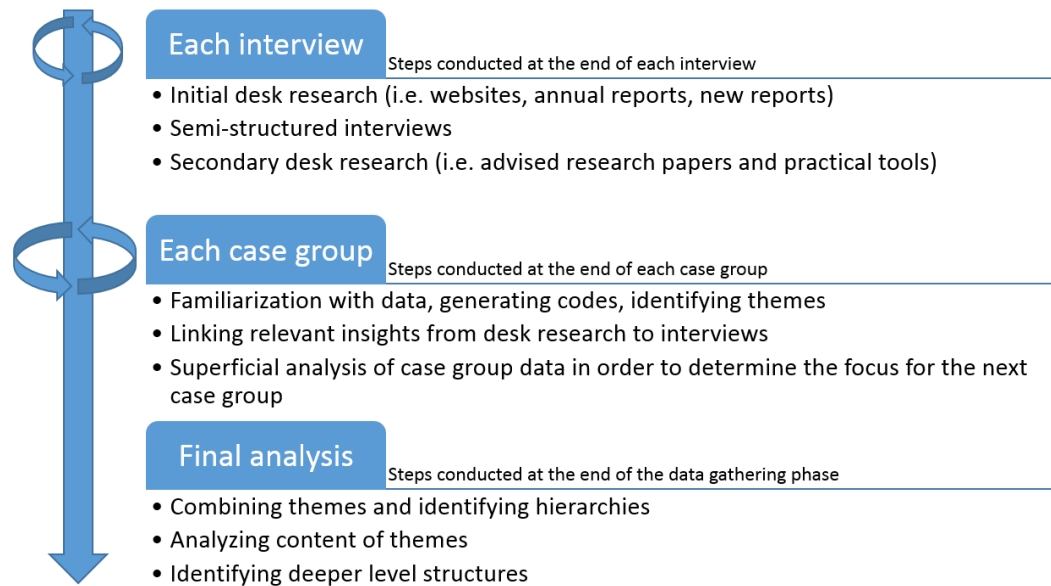 Each interview
Steps conducted at the end of each interview
• Initial desk research (i.e. websites, annual reports, new reports)
• Semi-structured interviews
• Secondary desk research (i.e. advised research papers and practical tools)
Each case group
Steps conducted at the end of each case group
• Familiarization with data, generating codes, identifying themes
• Linking relevant insights from desk research to interviews
• Superficial analysis of case group data in order to determine the focus for the next
case group
Final analysis
Steps conducted at the end of the data gathering phase
• Combining themes and identifying hierarchies
• Analyzing content of themes
• Identifying deeper level structures